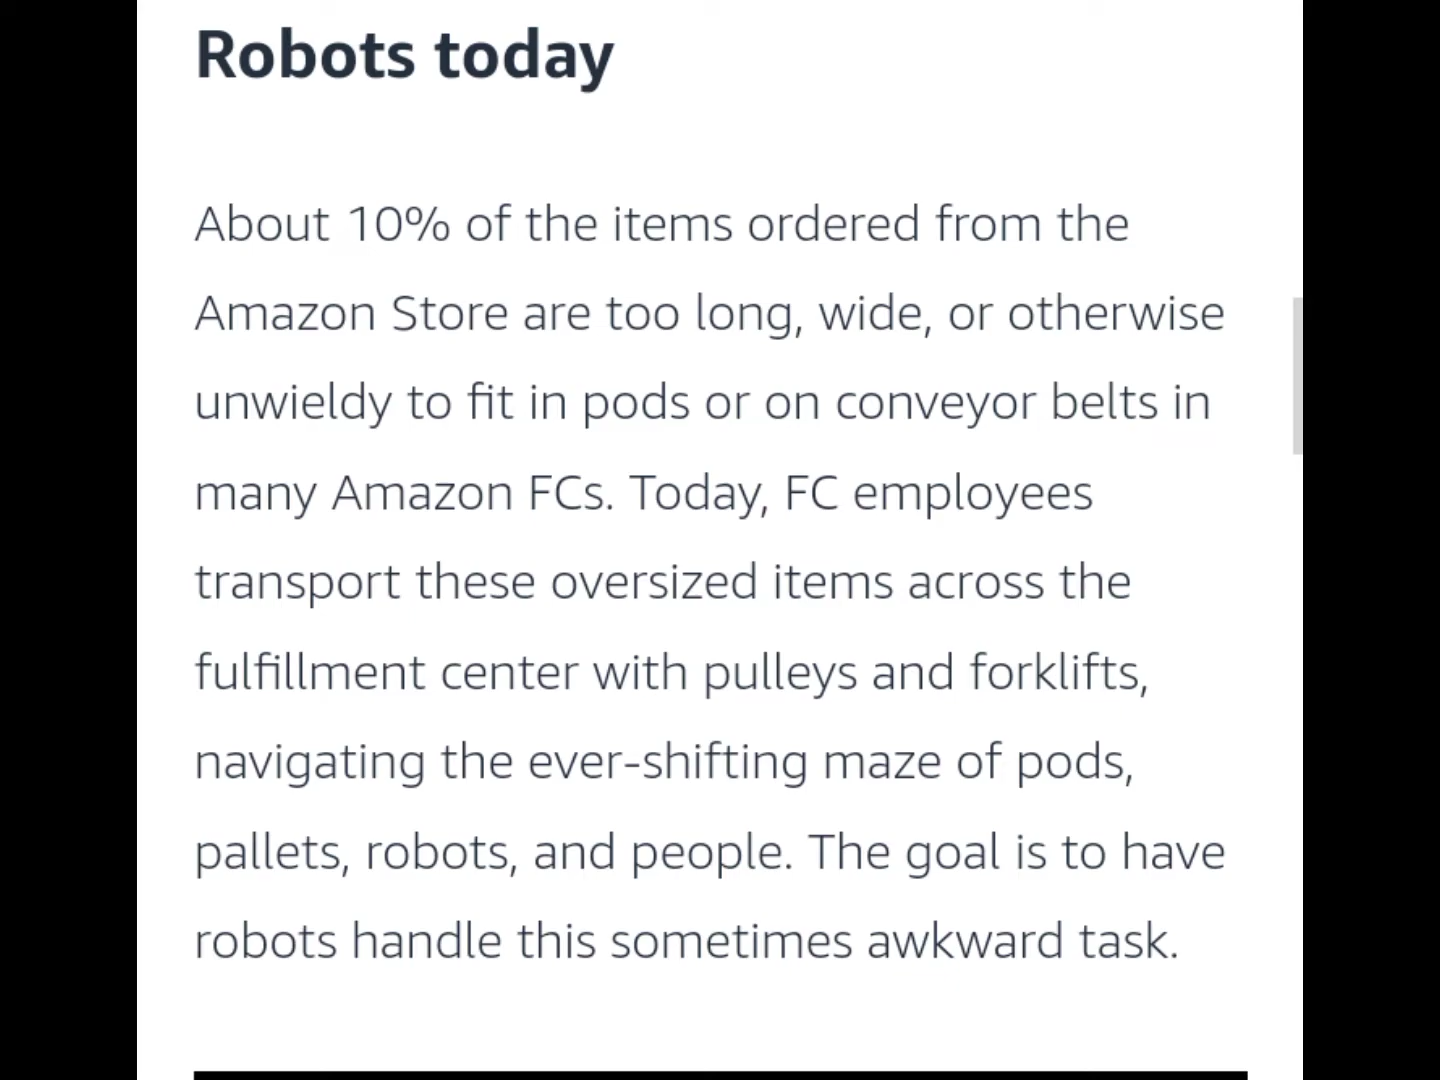 Robots today
About 10% of the items ordered from the
Amazon Store are too long, wide, or otherwise
unwieldy to fit in pods or on conveyor belts in
many Amazon FCs. Today, FC employees
transport these oversized items across the
fulfillment center with pulleys and forklifts,
navigating the ever-shifting maze of pods,
pallets, robots, and people. The goal is to have
robots handle this sometimes awkward task.